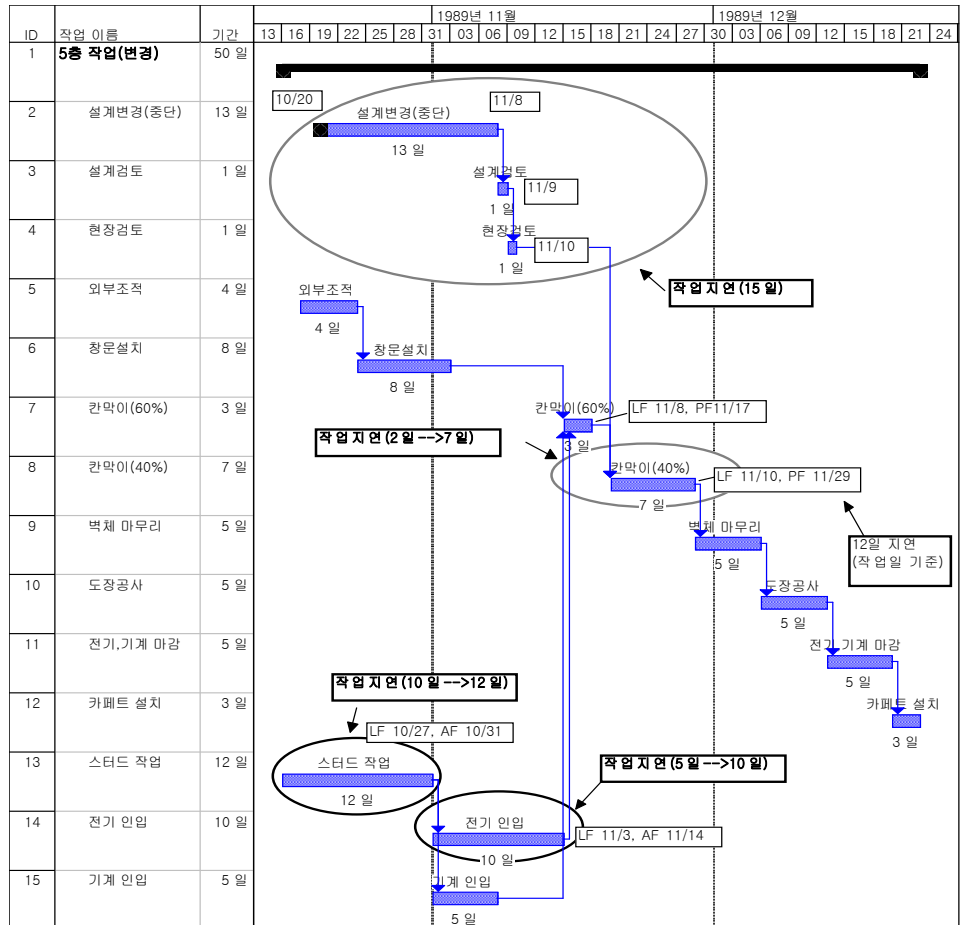 1989년 11월
1989년 12월
ID 작업 이름 기간 13 16 19 22 25 28 31 03 06 09 12 15 18 21 24 27 30 03 06 09 12 15 18 21 24
1 5층 작업(변경) 50 일
10/20
11/8
2 설계변경(중단) 13 일
설계변경(중단)
13 일
3 설계검토 1 일
설계검토
11/9
1 일
4 현장검토 1 일
현장검토
11/10
1 일
작업지연(15일)
5 외부조적 4 일
외부조적
4 일
6 창문설치 8 일
창문설치
8 일
7 칸막이(60%) 3 일
칸막이(60%)
LF 11/8, PF11/17
작업지연(2일-->7일)
3 일
8 칸막이(40%) 7 일
칸막이(40%)
LF 11/10, PF 11/29
7 일
9 벽체 마무리 5 일
벽체 마무리
12일 지연
(작업일 기준)
5 일
10 도장공사 5 일
도장공사
5 일
11 전기,기계 마감 5 일
전기,기계 마감
5 일
작업지연(10일-->12일)
12 카페트 설치 3 일
카페트 설치
LF 10/27, AF 10/31
3 일
13 스터드 작업 12 일
스터드 작업
작업지연(5일-->10일)
12 일
14 전기 인입 10 일
전기 인입
LF 11/3, AF 11/14
10 일
15 기계 인입 5 일
기계 인입
5 일